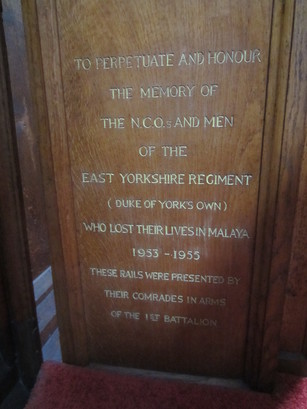 TO PERPETUATE AND HONOUR
THE MEMORY OF
THE N.C.O.s AND MEN
OF THE
EAST YORKSHIRE REGIMENT
( DUKE OF YORK'S OWN )
WHO LOST THEIR LIVES IN MALAYA
1953 - 1955
THESE RAILS WERE PRESENTED BY
THEIR COMRADES IN ARMS
OF THE 1ST BATTALION